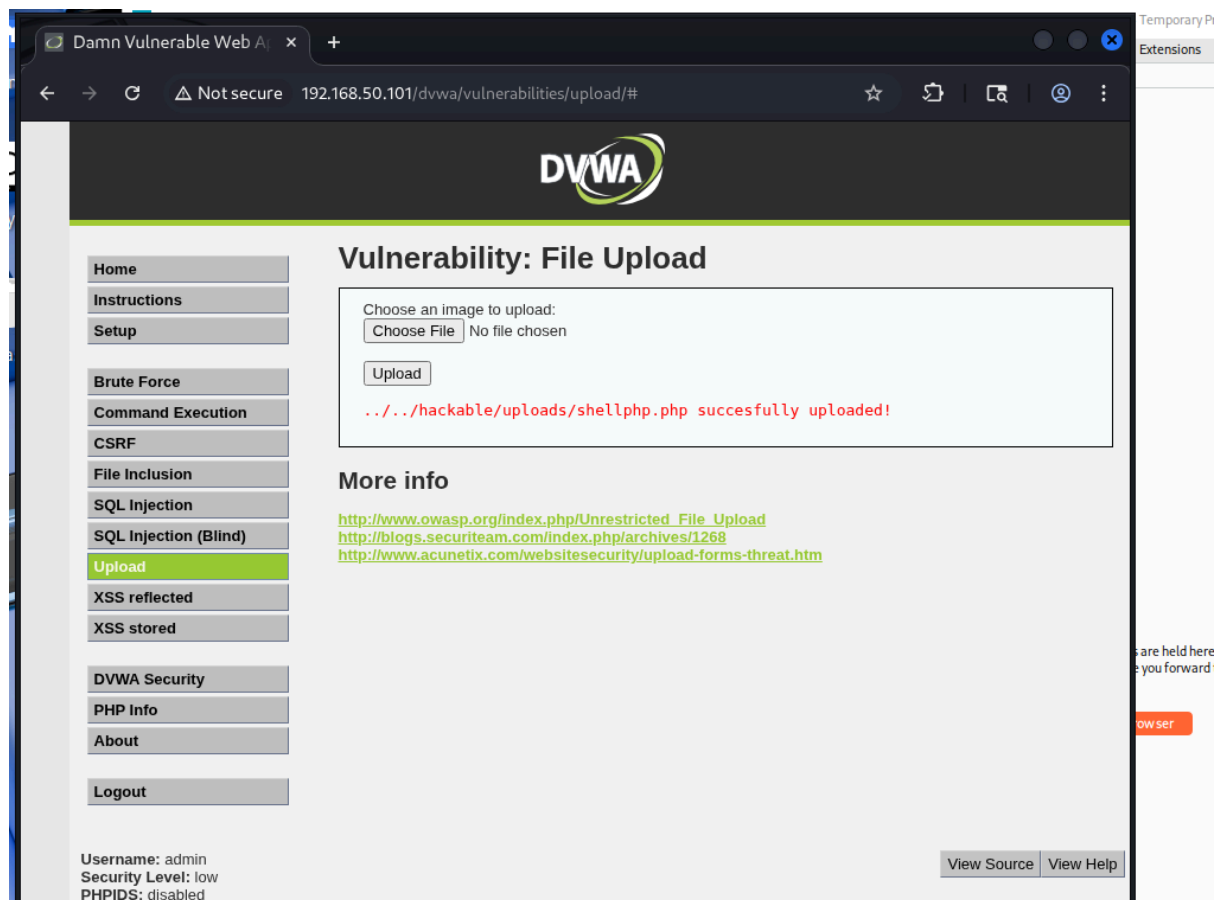 Damn Vulnerable Web Ap
Temporary P
Extensions
Not secure 192.168.50.101/dvwa/vulnerabilities/upload/#
DVWA
Home
Instructions
Setup
Brute Force
Command Execution
CSRF
File Inclusion
SQL Injection
SQL Injection (Blind)
Upload
XSS reflected
XSS stored
DVWA Security
PHP Info
About
Logout
Vulnerability: File Upload
Choose an image to upload:
Choose File No file chosen
Upload
../../hackable/uploads/shellphp.php succesfully uploaded!
More info
http://www.owasp.org/index.php/Unrestricted_File_Upload
http://blogs.securiteam.com/index.php/archives/1268
http://www.acunetix.com/websitesecurity/upload-forms-threat.htm
s are held here
e you forward
owser
Username: admin
Security Level: low
PHPIDS: disabled
View Source View Help